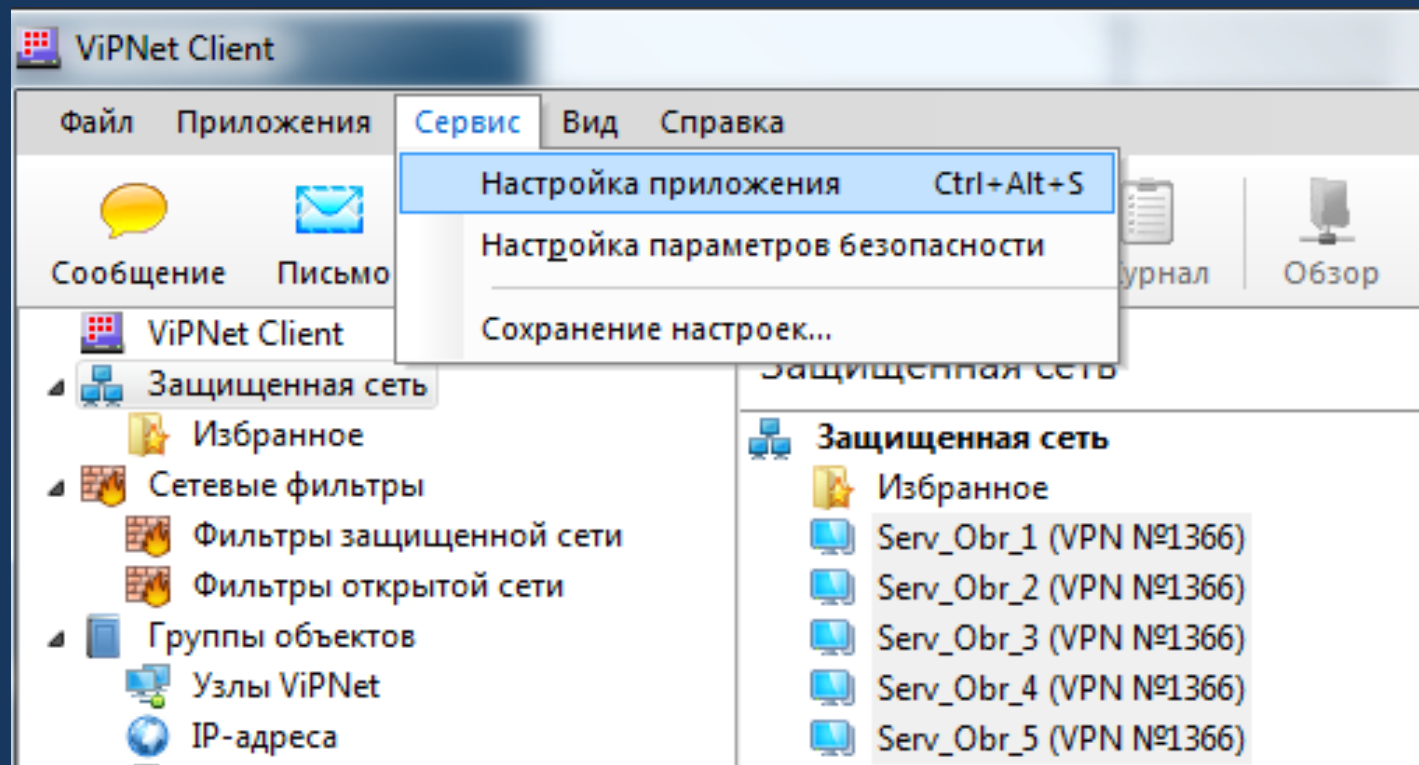 ViPNet Client
Файл Приложения Сервис Вид Справка
Настройка приложения Ctrl+Alt+S
Настройка параметров безопасности
Сохранение настроек...
Сообщение Письмо Обзор
ViPNet Client
Защищенная сеть
Избранное
Сетевые фильтры
Фильтры защищенной сети
Фильтры открытой сети
Группы объектов
Узлы ViPNet
IP-адреса
Защищенная сеть
Защищенная сеть
Избранное
Serv_Obr_1 (VPN №1366)
Serv_Obr_2 (VPN №1366)
Serv_Obr_3 (VPN №1366)
Serv_Obr_4 (VPN №1366)
Serv_Obr_5 (VPN №1366)